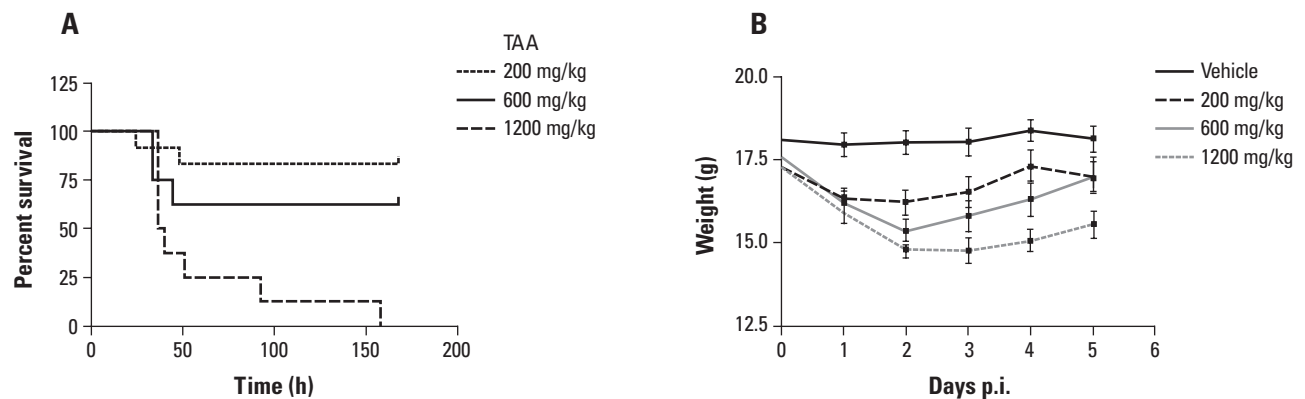 A
TAA
200 mg/kg
600 mg/kg
1200 mg/kg
125
100
75
50
25
0
Percent survival
0 50 100 150 200
Time (h)
B
Vehicle
200 mg/kg
600 mg/kg
1200 mg/kg
20.0
17.5
15.0
12.5
Weight (g)
0 1 2 3 4 5 6
Days p.i.